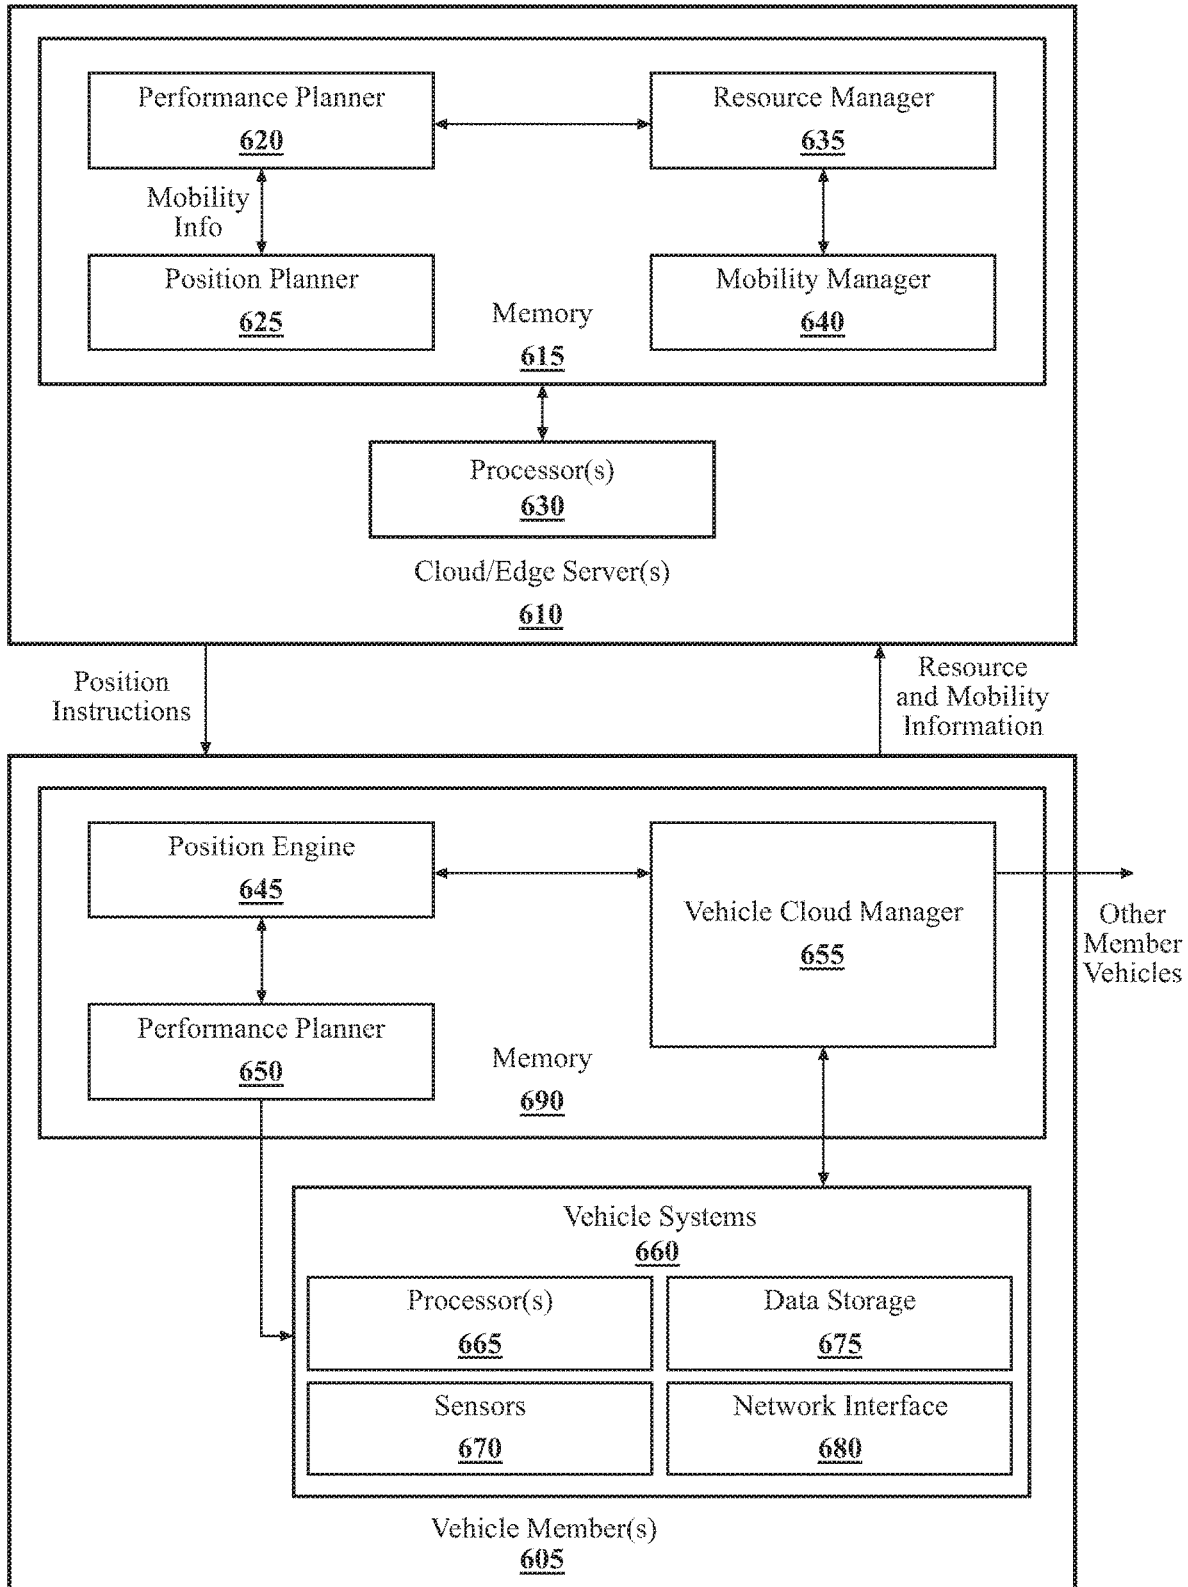 Performance Planner
620
Resource Manager
635
Mobility
Info
Position Planner
625
Mobility Manager
640
Memory
615
Processor(s)
630
Cloud/Edge Server(s)
610
Position
Instructions
Resource
and Mobility
Information
Position Engine
645
Vehicle Cloud Manager
655
Other
Member
Vehicles
Performance Planner
650
Memory
690
Vehicle Systems
660
Processor(s)
665
Data Storage
675
Sensors
670
Network Interface
680
Vehicle Member(s)
605